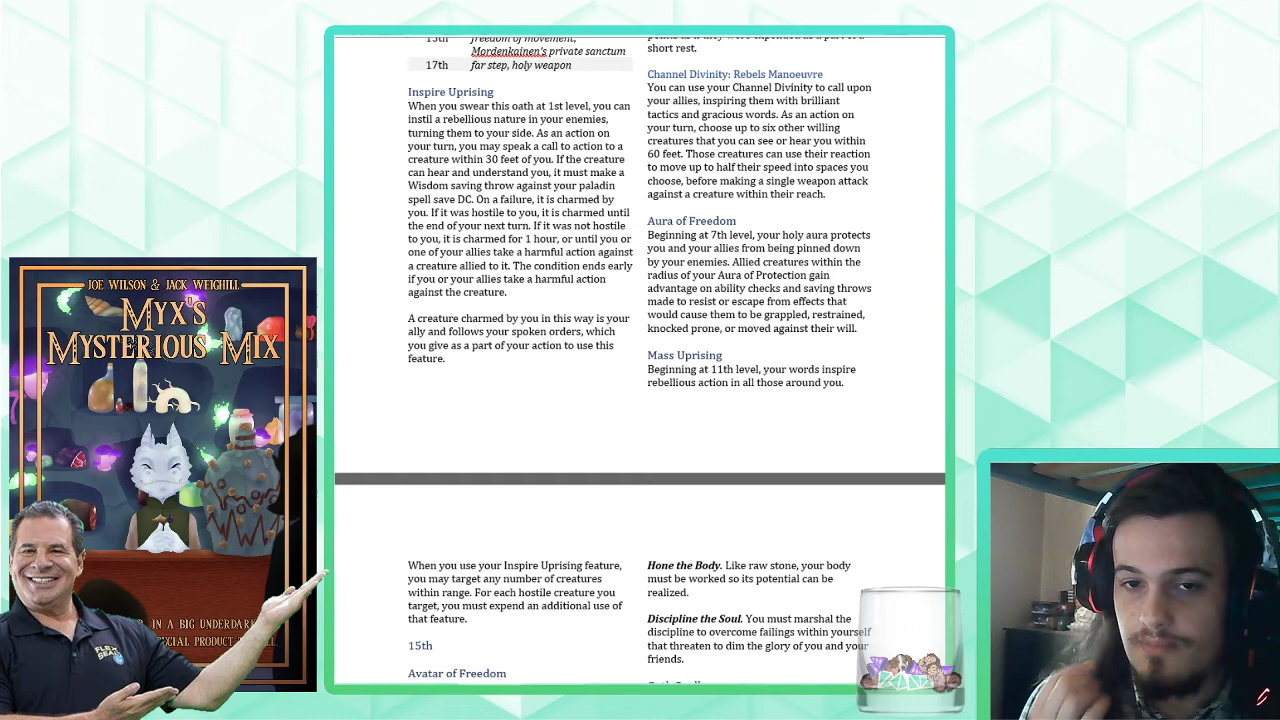 JOE WILSON & JACK WEIGHILL
MYX'S
MYSTERIOUS MIX
IN A BIG UNDERDARK
FLEX
SEAL
13th freedom of movement,
Mordenkainen's private sanctum
17th far step, holy weapon
Inspire Uprising
When you swear this oath at 1st level, you can
instil a rebellious nature in your enemies,
turning them to your side. As an action on
your turn, you may speak a call to action to a
creature within 30 feet of you. If the creature
can hear and understand you, it must make a
Wisdom saving throw against your paladin
spell save DC. On a failure, it is charmed by
you. If it was hostile to you, it is charmed until
the end of your next turn. If it was not hostile
to you, it is charmed for 1 hour, or until you or
one of your allies take a harmful action against
a creature allied to it. The condition ends early
if you or your allies take a harmful action
against the creature.
A creature charmed by you in this way is your
ally and follows your spoken orders, which
you give as a part of your action to use this
feature.
short rest.
Channel Divinity: Rebels Manoeuvre
You can use your Channel Divinity to call upon
your allies, inspiring them with brilliant
tactics and gracious words. As an action on
your turn, choose up to six other willing
creatures that you can see or hear you within
60 feet. Those creatures can use their reaction
to move up to half their speed into spaces you
choose, before making a single weapon attack
against a creature within their reach.
Aura of Freedom
Beginning at 7th level, your holy aura protects
you and your allies from being pinned down
by your enemies. Allied creatures within the
radius of your Aura of Protection gain
advantage on ability checks and saving throws
made to resist or escape from effects that
would cause them to be grappled, restrained,
knocked prone, or moved against their will.
Mass Uprising
Beginning at 11th level, your words inspire
rebellious action in all those around you.
When you use your Inspire Uprising feature,
you may target any number of creatures
within range. For each hostile creature you
target, you must expend an additional use of
that feature.
15th
Avatar of Freedom
Hone the Body. Like raw stone, your body
must be worked so its potential can be
realized.
Discipline the Soul. You must marshal the
discipline to overcome failings within yourself
that threaten to dim the glory of you and your
friends.